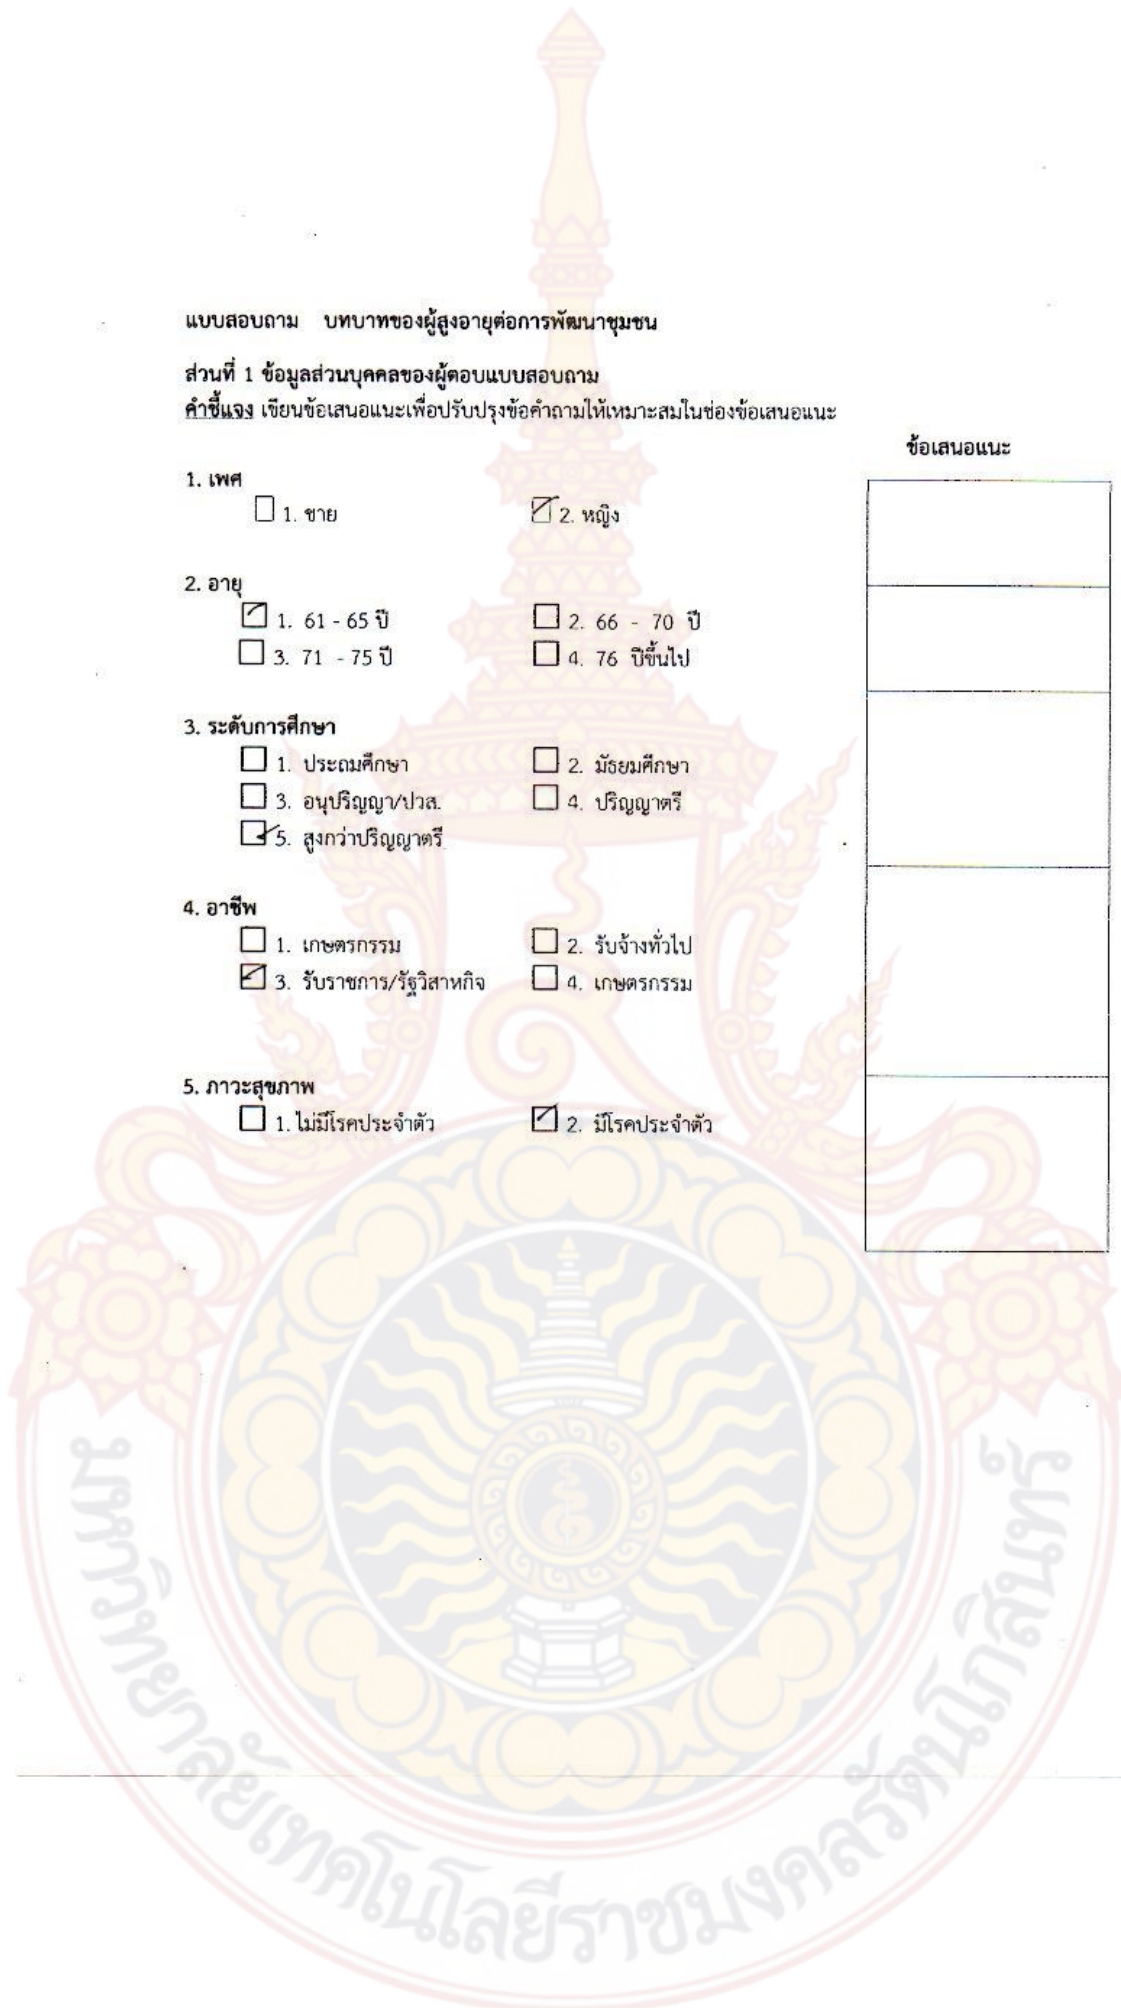 แบบสอบถาม บทบาทของผู้สูงอายุต่อการพัฒนาชุมชน
ส่วนที่ 1 ข้อมูลส่วนบุคคลของผู้ตอบแบบสอบถาม
คำชี้แจง เขียนข้อเสนอแนะเพื่อปรับปรุงข้อคำถามให้เหมาะสมในช่องข้อเสนอแนะ
ข้อเสนอแนะ
1. เพศ
1. ชาย 2. หญิง
2. อายุ
1. 61 - 65 ปี 2. 66 - 70 ปี
3. 71 - 75 ปี 4. 76 ปีขึ้นไป
3. ระดับการศึกษา
1. ประถมศึกษา 2. มัธยมศึกษา
3. อนุปริญญา/ปวส. 4. ปริญญาตรี
5. สูงกว่าปริญญาตรี
4. อาชีพ
1. เกษตรกรรม 2. รับจ้างทั่วไป
3. รับราชการ/รัฐวิสาหกิจ 4. เกษตรกรรม
5. ภาวะสุขภาพ
1. ไม่มีโรคประจำตัว 2. มีโรคประจำตัว
มหาวิทยาลัยเทคโนโลยีราชมงคลรัตนโกสินทร์